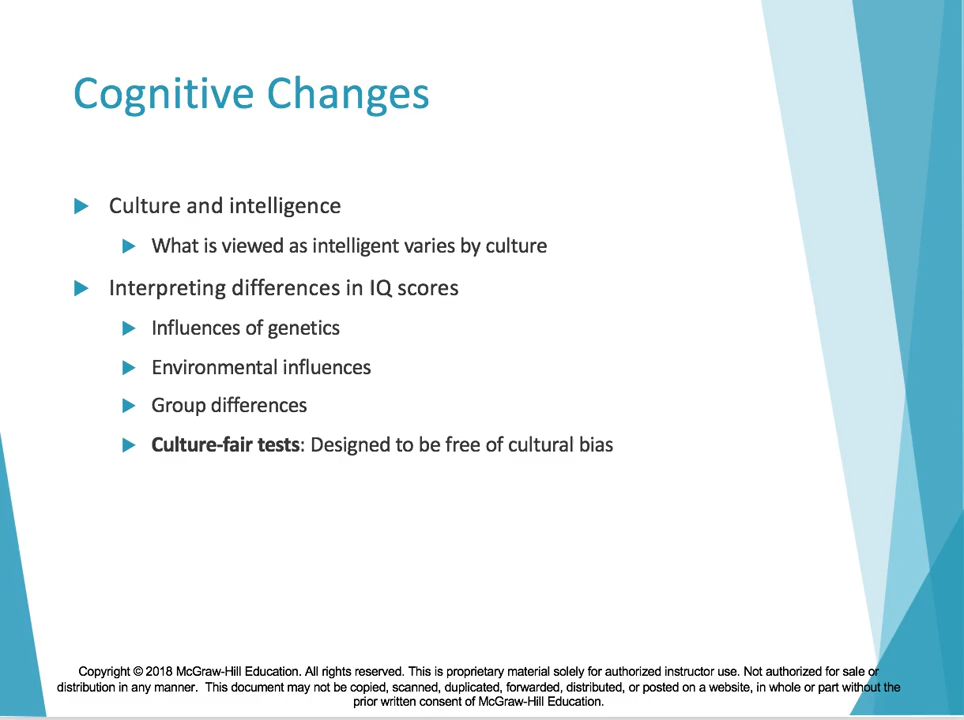 Cognitive Changes
Culture and intelligence
What is viewed as intelligent varies by culture
Interpreting differences in IQ scores
Influences of genetics
Environmental influences
Group differences
Culture-fair tests: Designed to be free of cultural bias
Copyright © 2018 McGraw-Hill Education. All rights reserved. This is proprietary material solely for authorized instructor use. Not authorized for sale or
distribution in any manner. This document may not be copied, scanned, duplicated, forwarded, distributed, or posted on a website, in whole or part without the
prior written consent of McGraw-Hill Education.